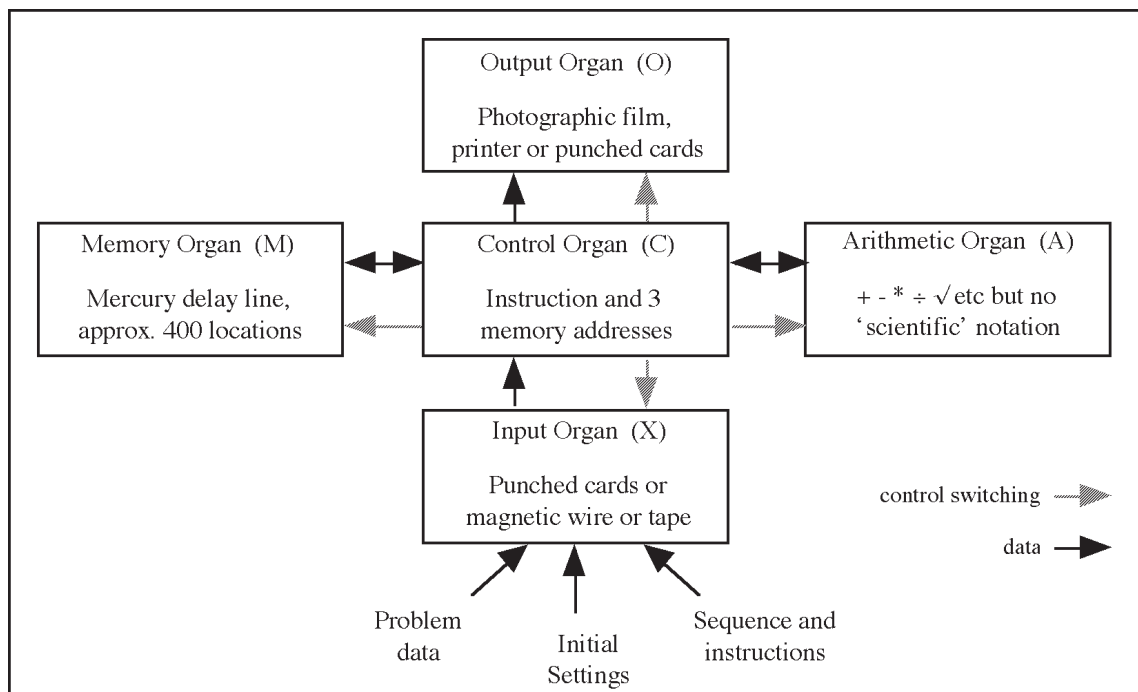 Output Organ (O)
Photographic film,
printer or punched cards
Memory Organ (M)
Mercury delay line,
approx. 400 locations
Control Organ (C)
Instruction and 3
memory addresses
Arithmetic Organ (A)
+ - * ÷ √ etc but no
‘scientific’ notation
Input Organ (X)
Punched cards or
magnetic wire or tape
control switching
data
Problem
data
Initial
Settings
Sequence and
instructions